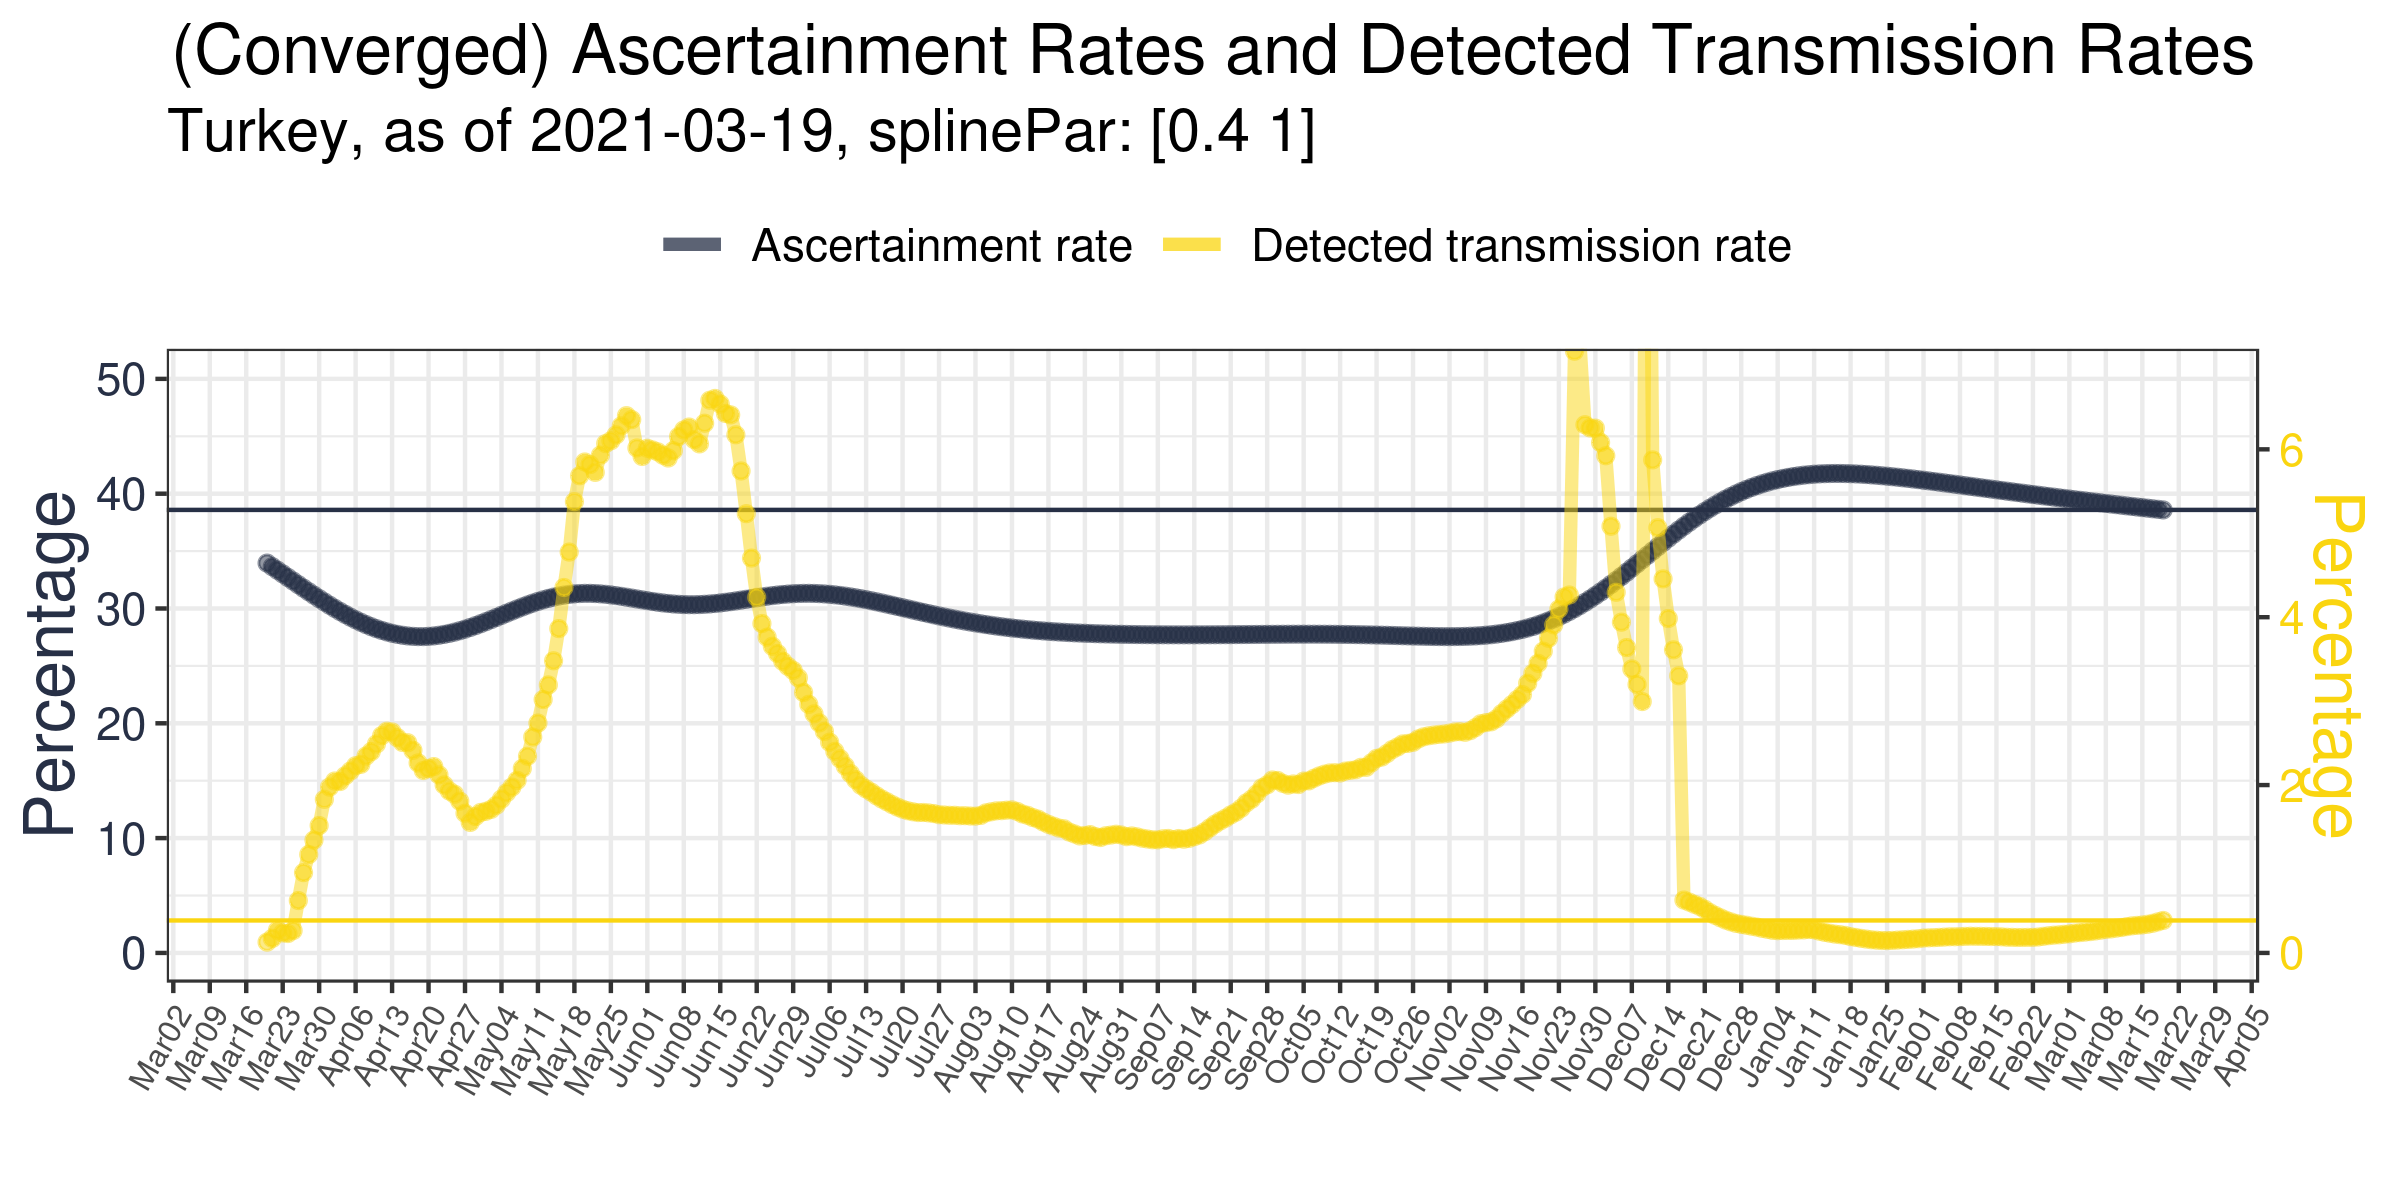 (Converged) Ascertainment Rates and Detected Transmission Rates
Turkey, as of 2021-03-19, splinePar: [0.4 1]
Ascertainment rate
Detected transmission rate
Percentage
50
40
30
20
10
0
6
4
2
0
Percentage
Mar02
Mar09
Mar16
Mar23
Mar30
Apr06
Apr13
Apr20
Apr27
May04
May11
May18
May25
Jun01
Jun08
Jun15
Jun22
Jun29
Jul06
Jul13
Jul20
Jul27
Aug03
Aug10
Aug17
Aug24
Aug31
Sep07
Sep14
Sep21
Sep28
Oct05
Oct12
Oct19
Oct26
Nov02
Nov09
Nov16
Nov23
Nov30
Dec07
Dec14
Dec21
Dec28
Jan04
Jan11
Jan18
Jan25
Feb01
Feb08
Feb15
Feb22
Mar01
Mar08
Mar15
Mar22
Mar29
Apr05